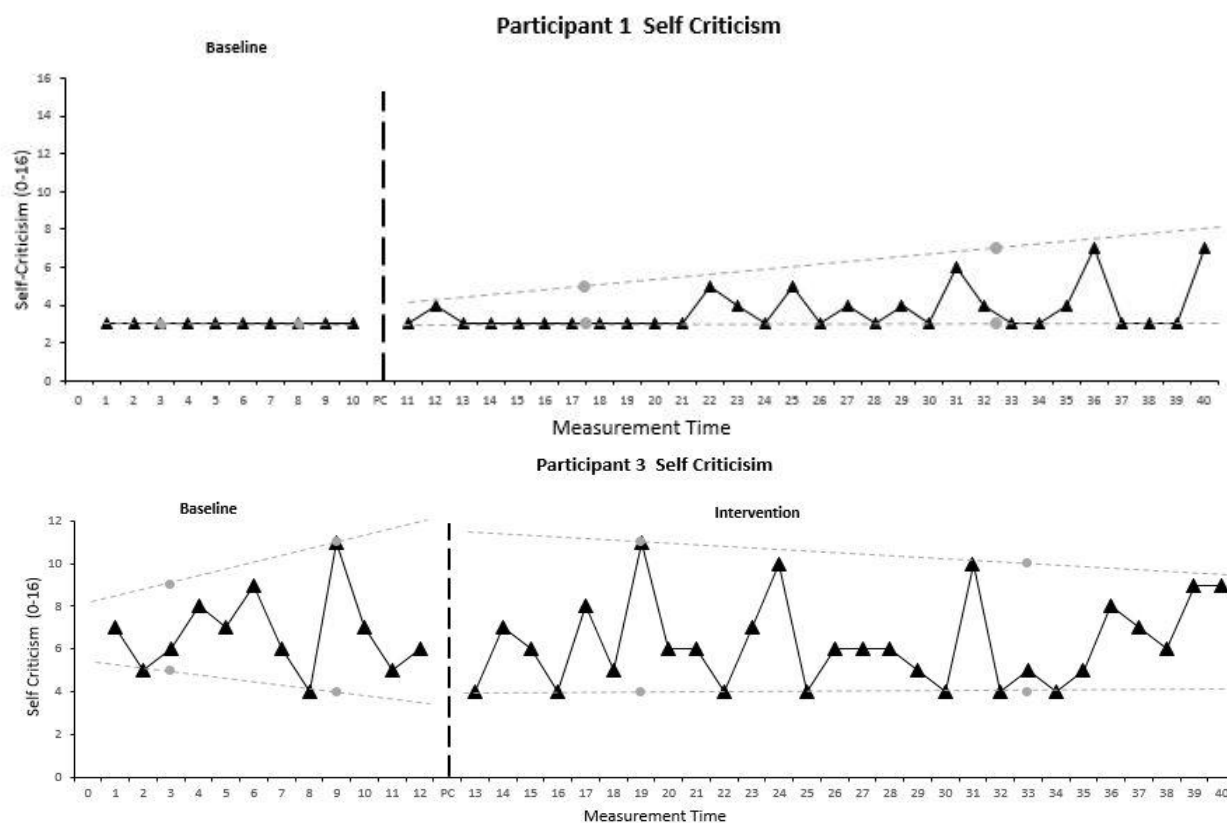 Participant 1 Self Criticism
Baseline
16
14
12
10
8
6
4
2
0
Self-Criticisim (0-16)
0 1 2 3 4 5 6 7 8 9 10 PC 11 12 13 14 15 16 17 18 19 20 21 22 23 24 25 26 27 28 29 30 31 32 33 34 35 36 37 38 39 40
Measurement Time
Participant 3 Self Criticisim
Baseline
Intervention
12
10
8
6
4
2
0
Self Criticism (0-16)
0 1 2 3 4 5 6 7 8 9 10 11 12 PC 13 14 15 16 17 18 19 20 21 22 23 24 25 26 27 28 29 30 31 32 33 34 35 36 37 38 39 40
Measurement Time